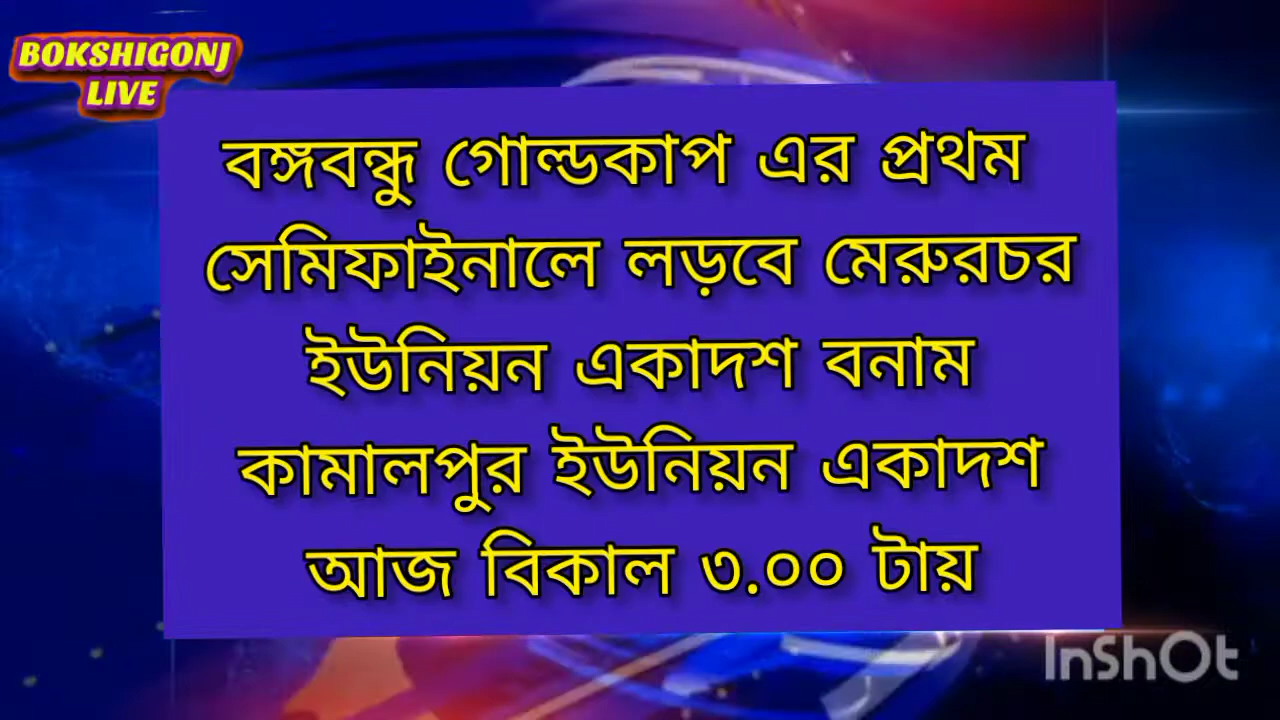 BOKSHIGONJ
LIVE
বঙ্গবন্ধু গোল্ডকাপ এর প্রথম
সেমিফাইনালে লড়বে মেরুরচর
ইউনিয়ন একাদশ বনাম
কামালপুর ইউনিয়ন একাদশ
আজ বিকাল ৩.০০ টায়
InShOt